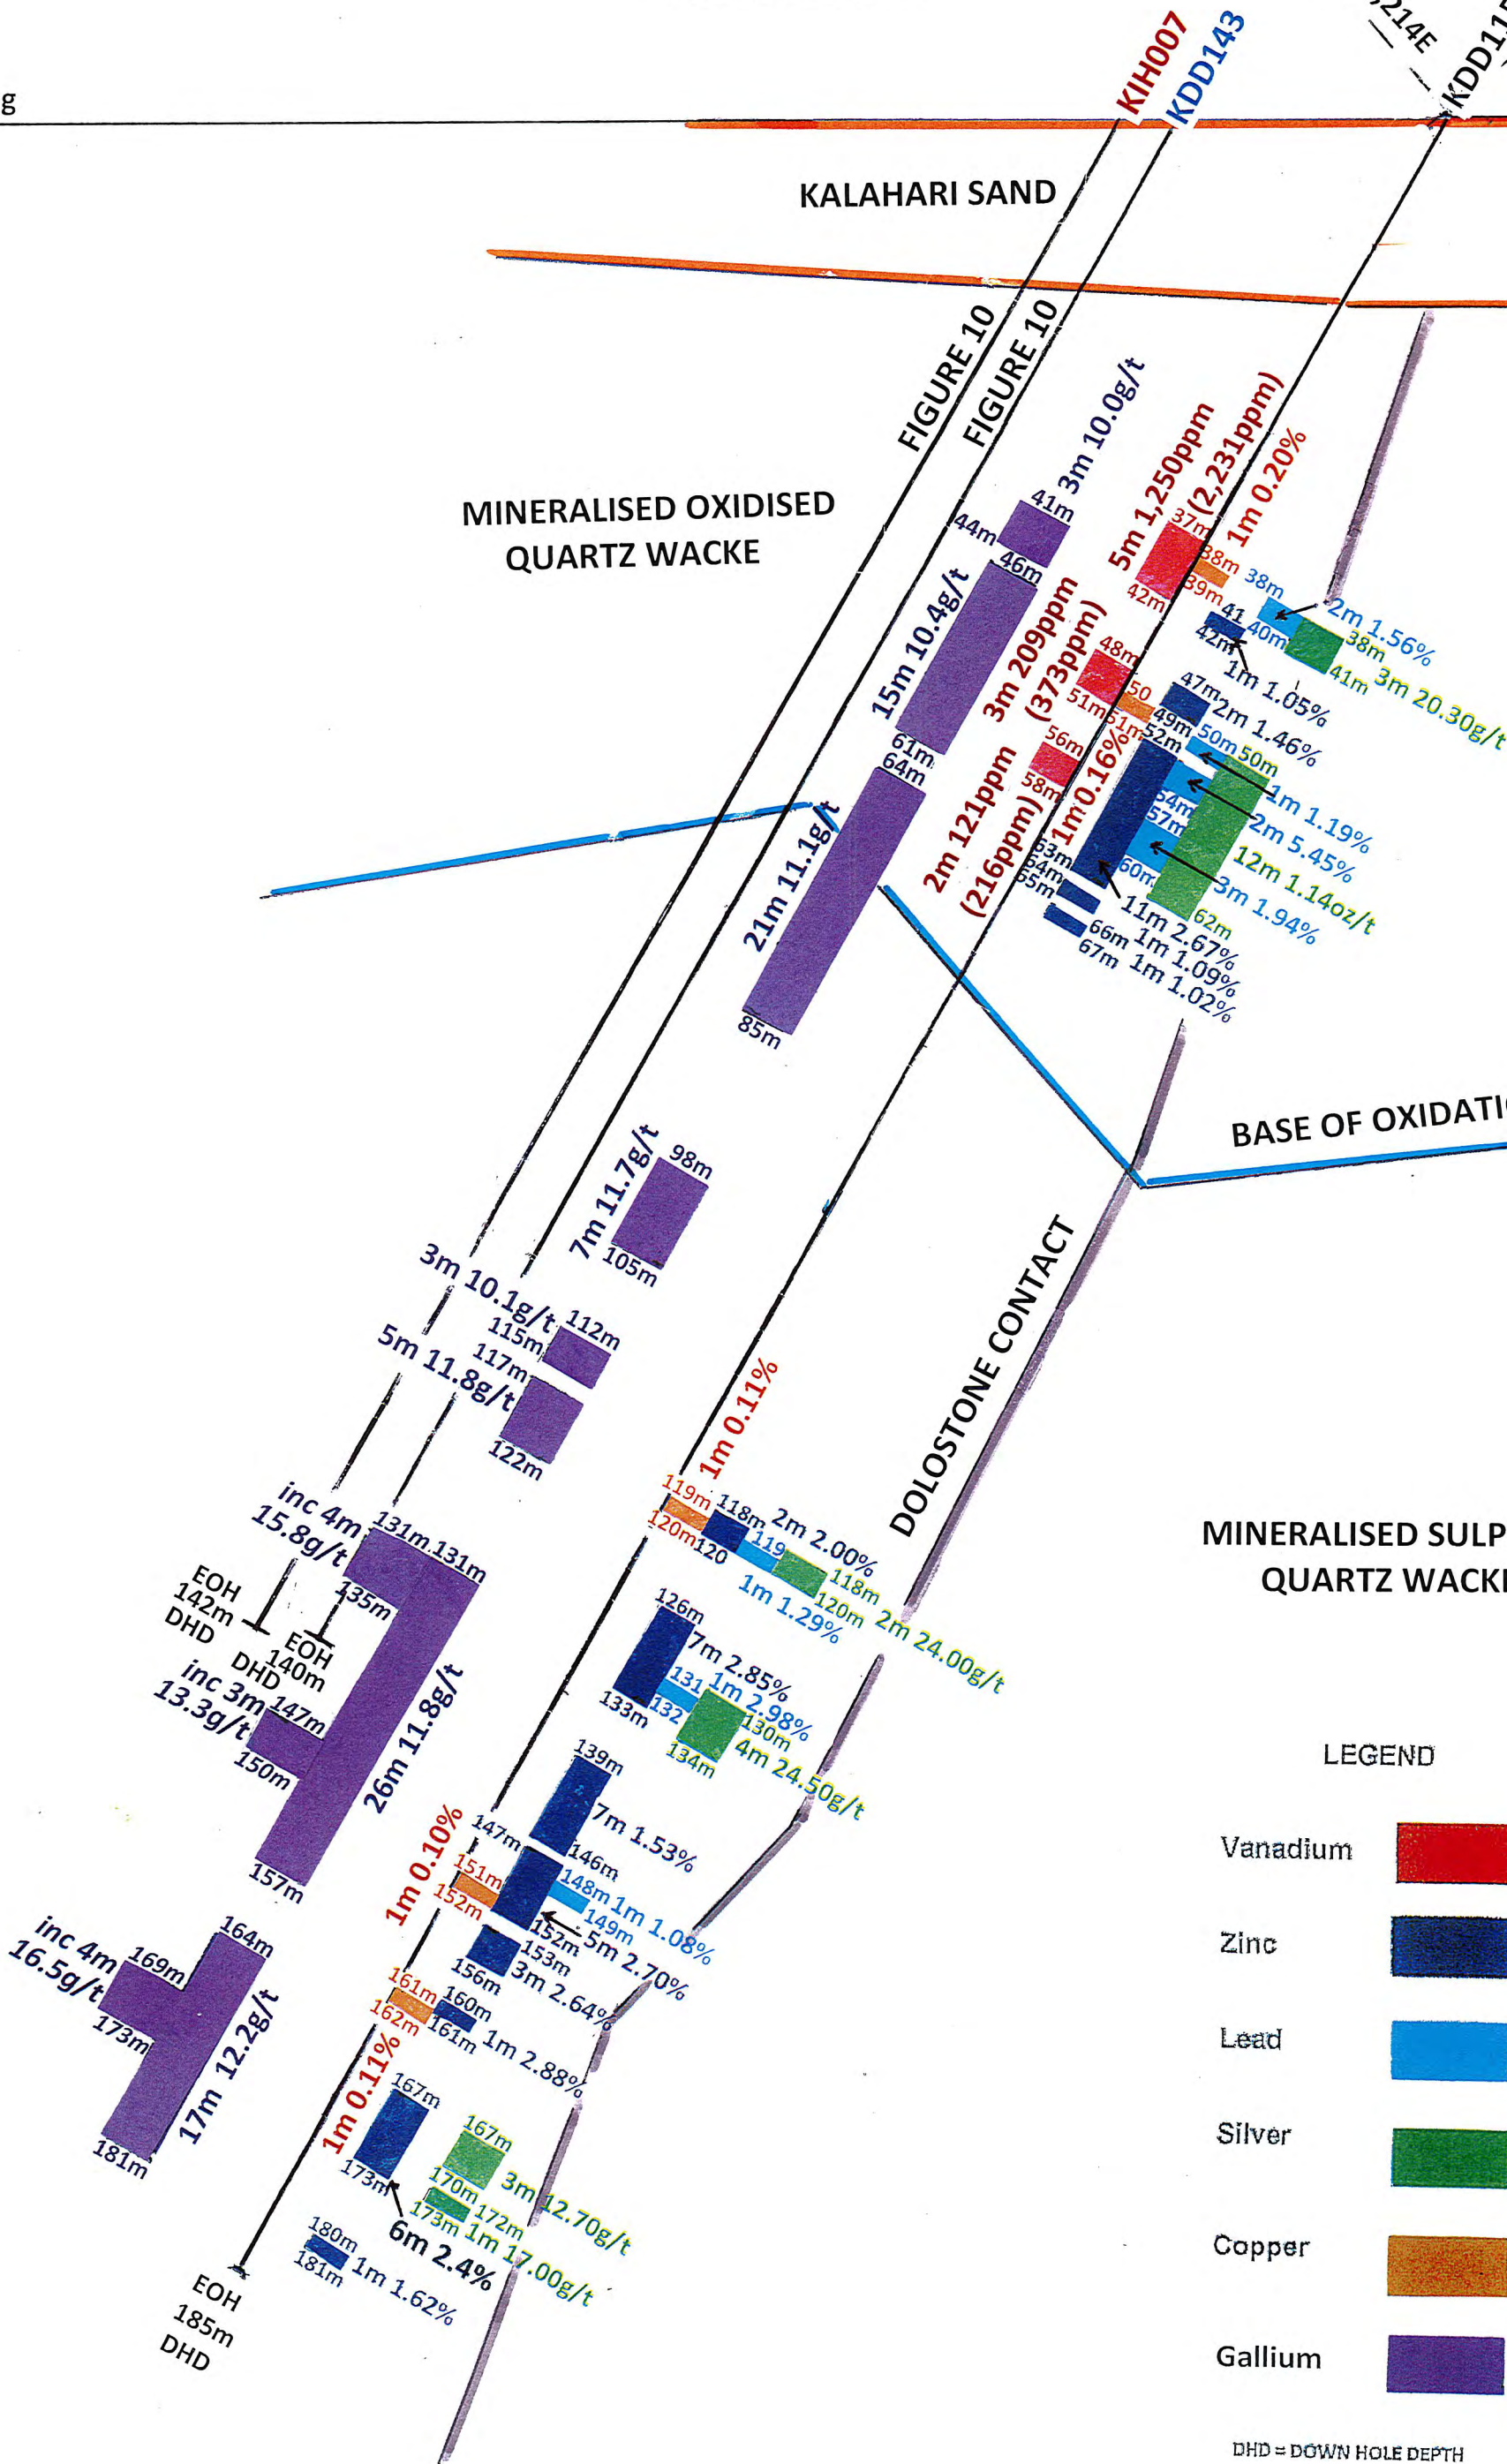 g
KIH007
KDD143
,214E
KALAHARI SAND
FIGURE 10
FIGURE 10
MINERALISED OXIDISED
QUARTZ WACKE
41m
3m 10.0g/t
44m
46m
15m 10.4g/t
61m
64m
21m 11.1g/t
85m
5m 1,250ppm
(2,231ppm)
37m
42m
1m 0.20%
38m
39m
38m
40m
2m 1.56%
38m
41m
3m 20.30g/t
41
42m
1m 1.05%
3m 209ppm
(373ppm)
48m
51m
50
51m
1m 0.16%
47m
49m
2m 1.46%
50m
1m 1.19%
50m
52m
54m
2m 5.45%
57m
60m
3m 1.94%
12m 1.14oz/t
62m
2m 121ppm
(216ppm)
56m
58m
63m
64m
65m
11m 2.67%
66m 1m 1.09%
67m 1m 1.02%
BASE OF OXIDATI
98m
7m 11.7g/t
105m
3m 10.1g/t
112m
115m
5m 11.8g/t
117m
122m
DOLOSTONE CONTACT
1m 0.11%
119m
120m
118m
120
2m 2.00%
119
1m 1.29%
118m
120m
2m 24.00g/t
MINERALISED SULP
QUARTZ WACK
inc 4m
15.8g/t
131m
131m
135m
EOH
142m
DHD
EOH
140m
DHD
inc 3m
13.3g/t
147m
150m
26m 11.8g/t
157m
126m
7m 2.85%
133m
131
132
1m 2.98%
130m
134m
4m 24.50g/t
139m
7m 1.53%
146m
147m
1m 0.10%
151m
152m
148m
149m
1m 1.08%
152m
5m 2.70%
153m
156m
3m 2.64%
inc 4m
16.5g/t
164m
169m
173m
17m 12.2g/t
181m
161m
162m
1m 0.11%
160m
161m
1m 2.88%
167m
173m
6m 2.4%
167m
170m
3m 12.70g/t
172m
173m
1m 17.00g/t
180m
181m
1m 1.62%
EOH
185m
DHD
LEGEND
Vanadium
Zinc
Lead
Silver
Copper
Gallium
DHD = DOWN HOLE DEPTH